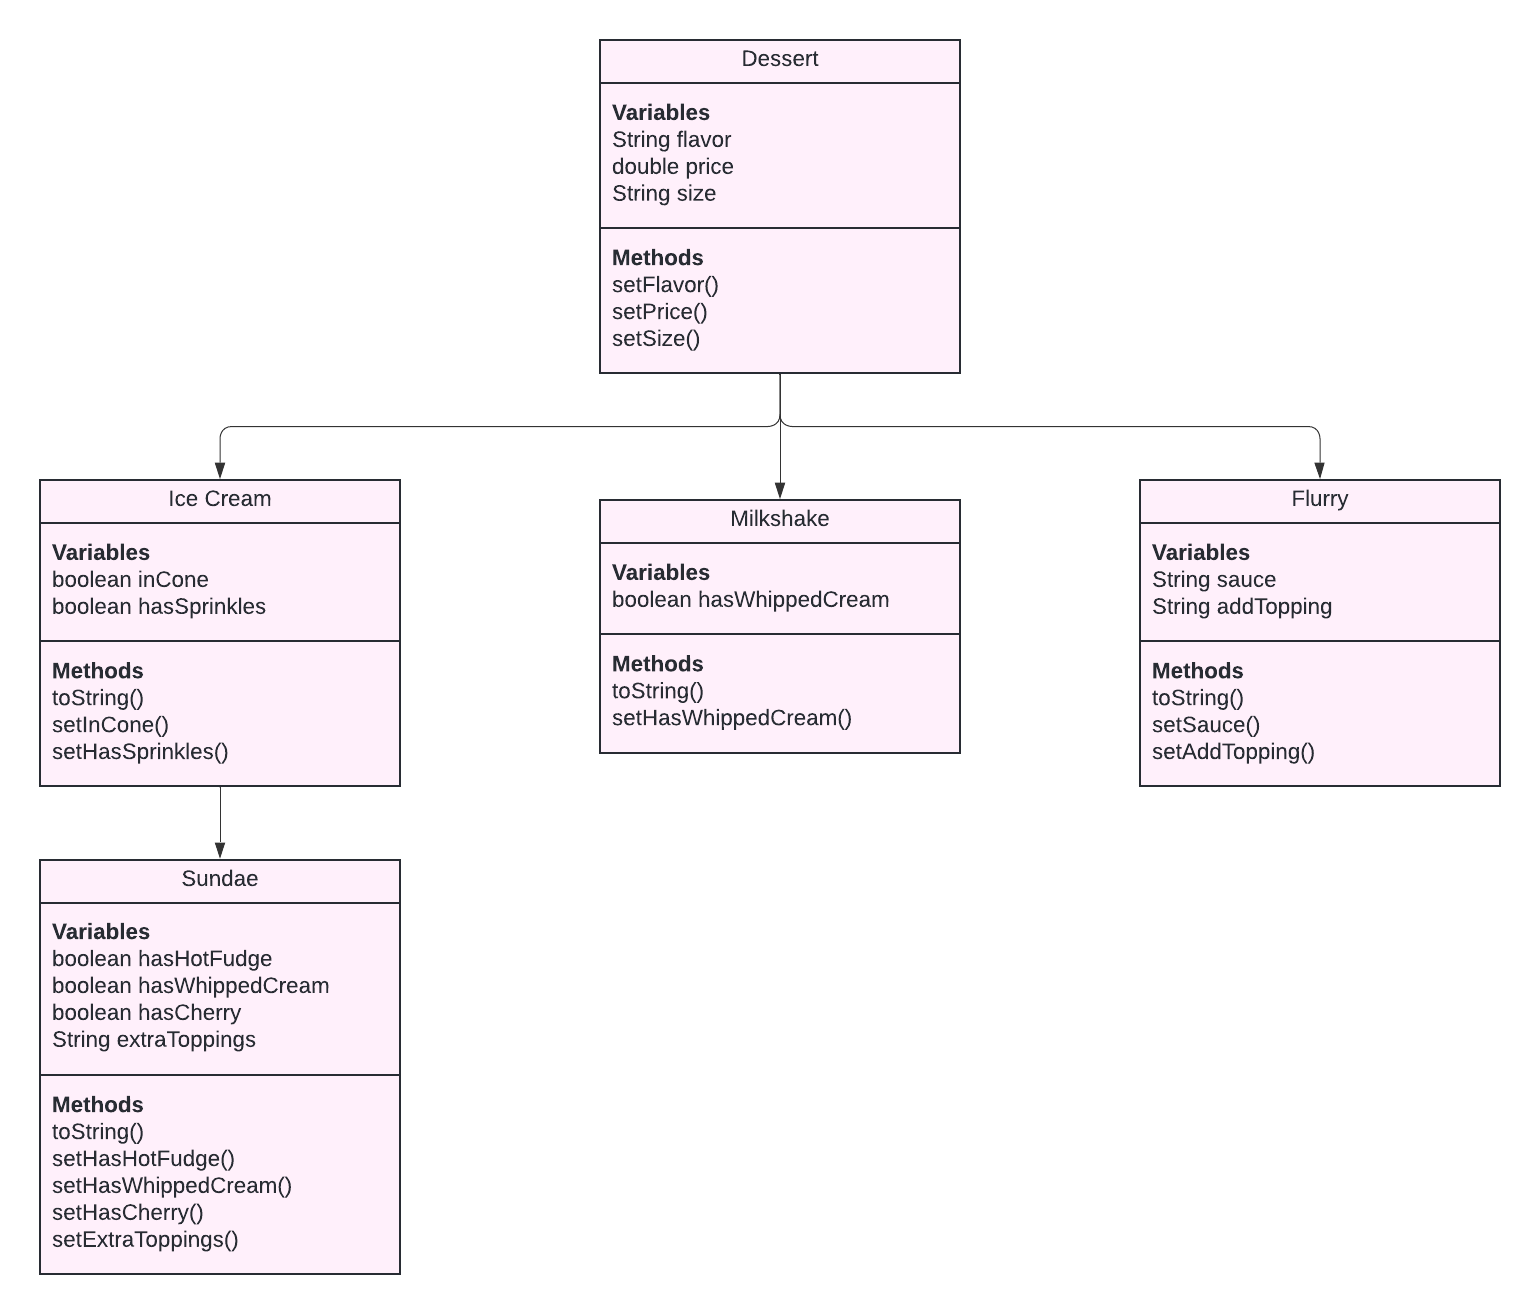 Dessert
Variables
String flavor
double price
String size
Methods
setFlavor()
setPrice()
setSize()
Ice Cream
Variables
boolean inCone
boolean hasSprinkles
Methods
toString()
setInCone()
setHasSprinkles()
Milkshake
Variables
boolean hasWhippedCream
Methods
toString()
setHasWhippedCream()
Flurry
Variables
String sauce
String addTopping
Methods
toString()
setSauce()
setAddTopping()
Sundae
Variables
boolean hasHotFudge
boolean hasWhippedCream
boolean hasCherry
String extraToppings
Methods
toString()
setHasHotFudge()
setHasWhippedCream()
setHasCherry()
setExtraToppings()